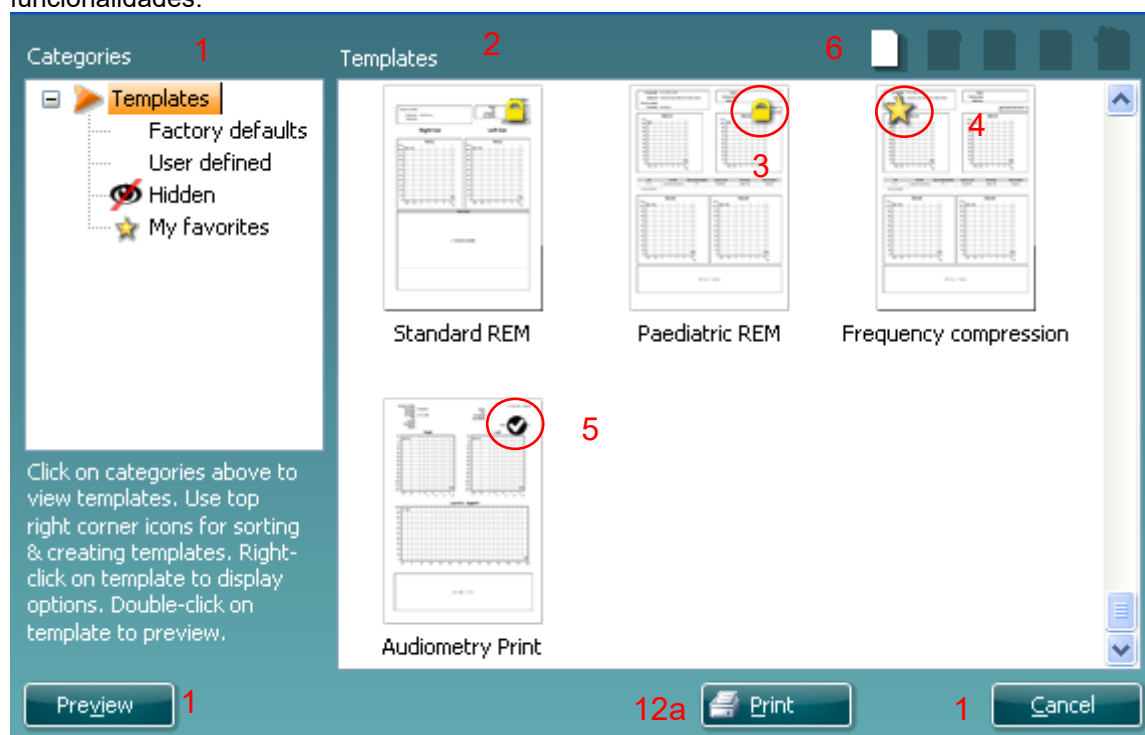 funcionalidades:
Categories 1
Templates 2
6
Templates
Factory defaults
User defined
Hidden
My favorites
3
4
Standard REM
Paediatric REM
Frequency compression
5
Audiometry Print
Click on categories above to
view templates. Use top
right corner icons for sorting
& creating templates. Right-
click on template to display
options. Double-click on
template to preview.
Preview 1
12a Print
1 Cancel